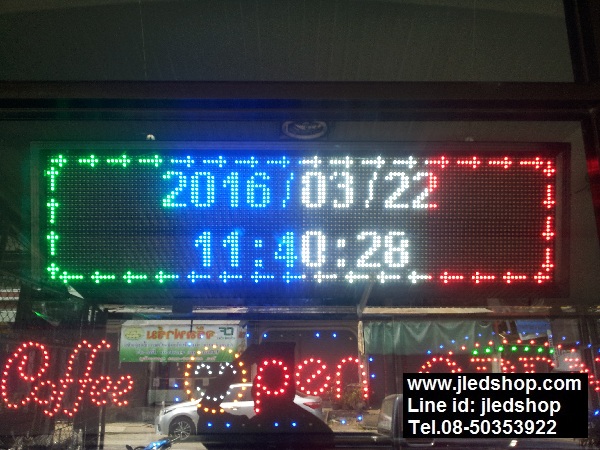 2016/03/22
11:40:28
Coffee Open
www.jledshop.com
Line id: jledshop
Tel.08-50353922